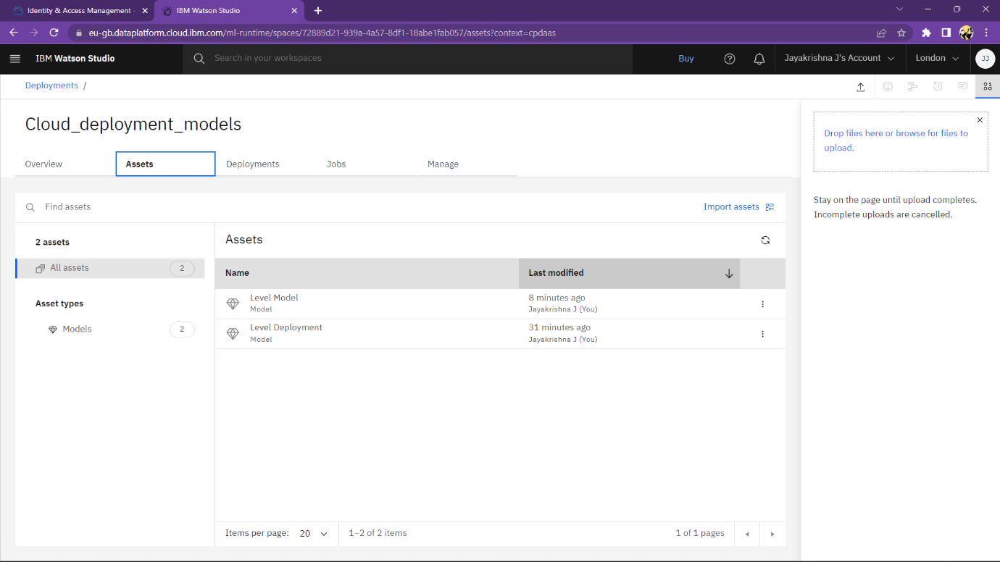 Identity & Access Management -
IBM Watson Studio
eu-gb.dataplatform.cloud.ibm.com/ml-runtime/spaces/72889d21-939a-4a57-8df1-18abe1fab057/assets?context=cpdaas
IBM Watson Studio
Search in your workspaces
Buy
Jayakrishna J's Account
London
JJ
Deployments /
Cloud_deployment_models
Overview
Assets
Deployments
Jobs
Manage
Drop files here or browse for files to
upload.
Stay on the page until upload completes.
Incomplete uploads are cancelled.
Find assets
Import assets
2 assets
All assets
2
Asset types
Models
2
Assets
Name
Last modified
Level Model
Model
8 minutes ago
Jayakrishna J (You)
Level Deployment
Model
31 minutes ago
Jayakrishna J (You)
Items per page:
20
1–2 of 2 items
1 of 1 pages